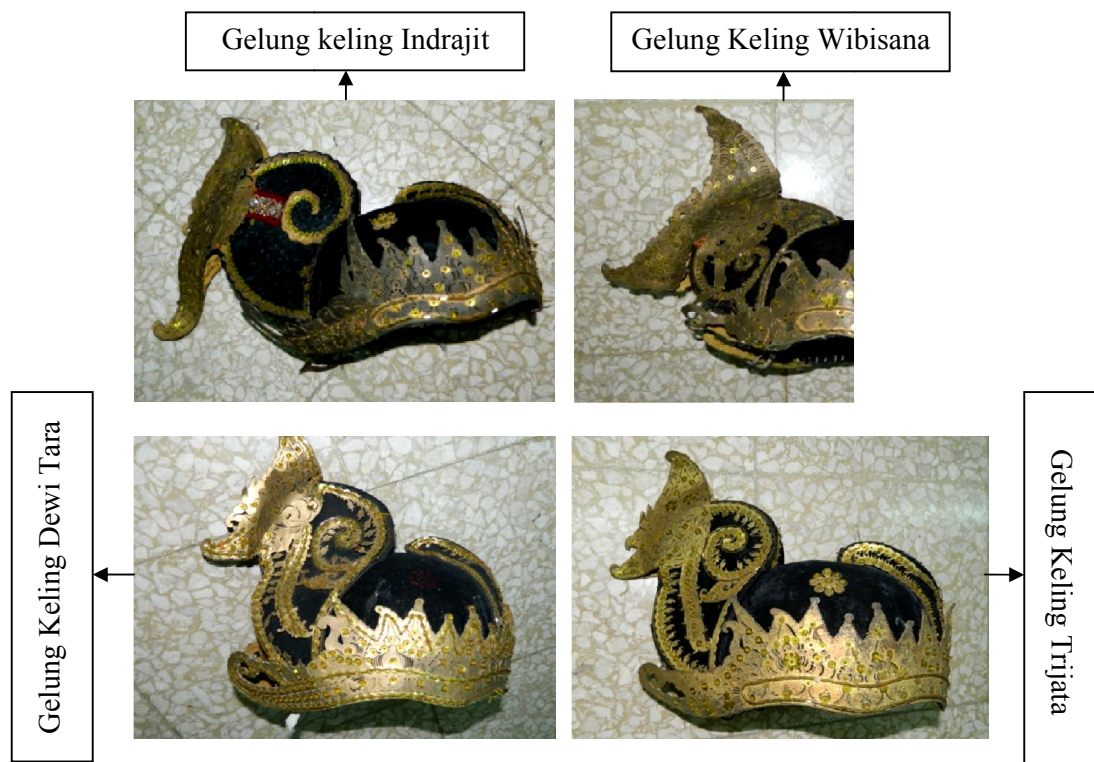 Gelung keling Indrajit
Gelung Keling Wibisana
Gelung Keling Dewi Tara
Gelung Keling Trijata